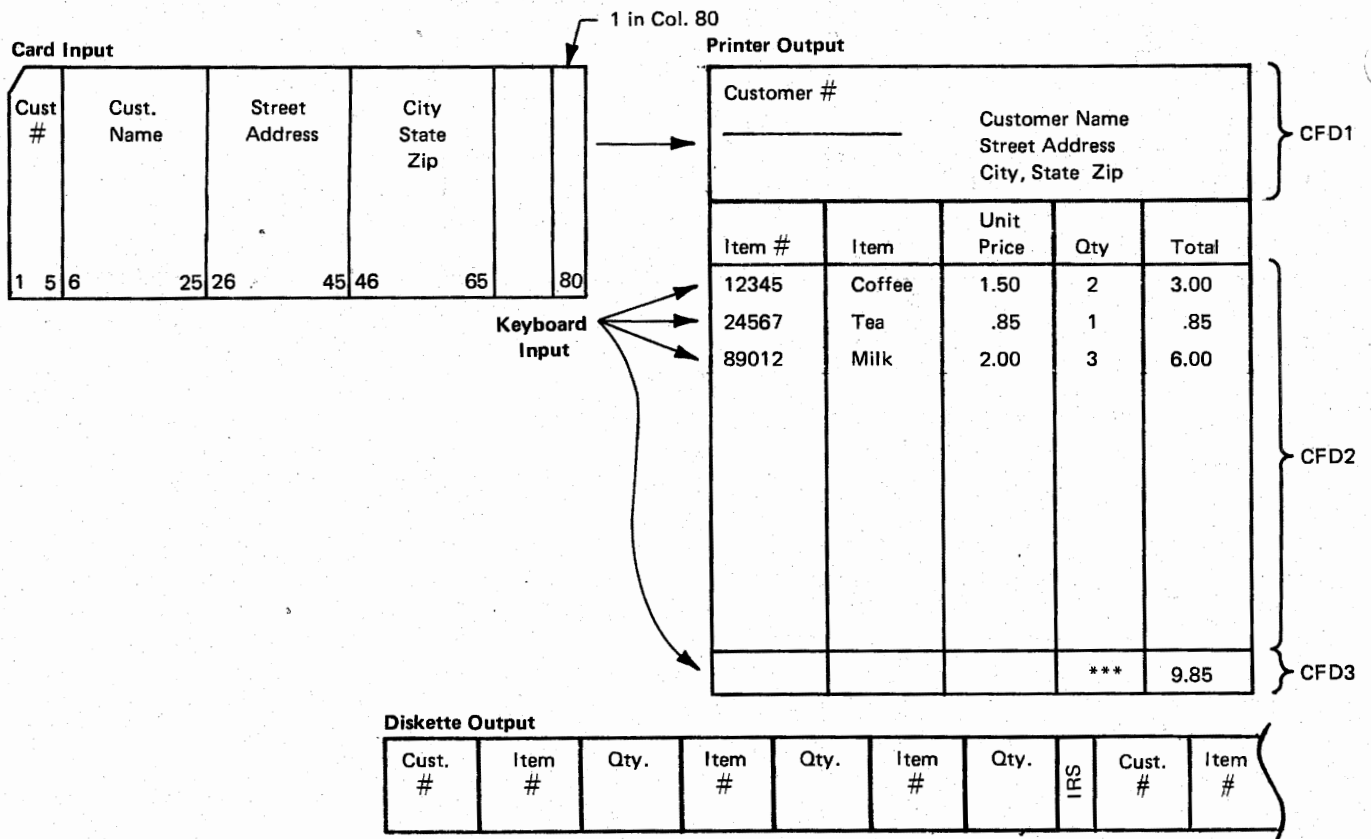 1 in Col. 80
Card Input
Cust
#
Cust.
Name
Street
Address
City
State
Zip
1 5 6 25 26 45 46 65 80
Printer Output
Customer #
Customer Name
Street Address
City, State Zip
CFD1
Item # Item Unit Price Qty Total
12345 Coffee 1.50 2 3.00
24567 Tea .85 1 .85
89012 Milk 2.00 3 6.00
Keyboard
Input
CFD2
*** 9.85
CFD3
Diskette Output
Cust.
#
Item
#
Qty.
Item
#
Qty.
Item
#
Qty.
IRS
Cust.
#
Item
#